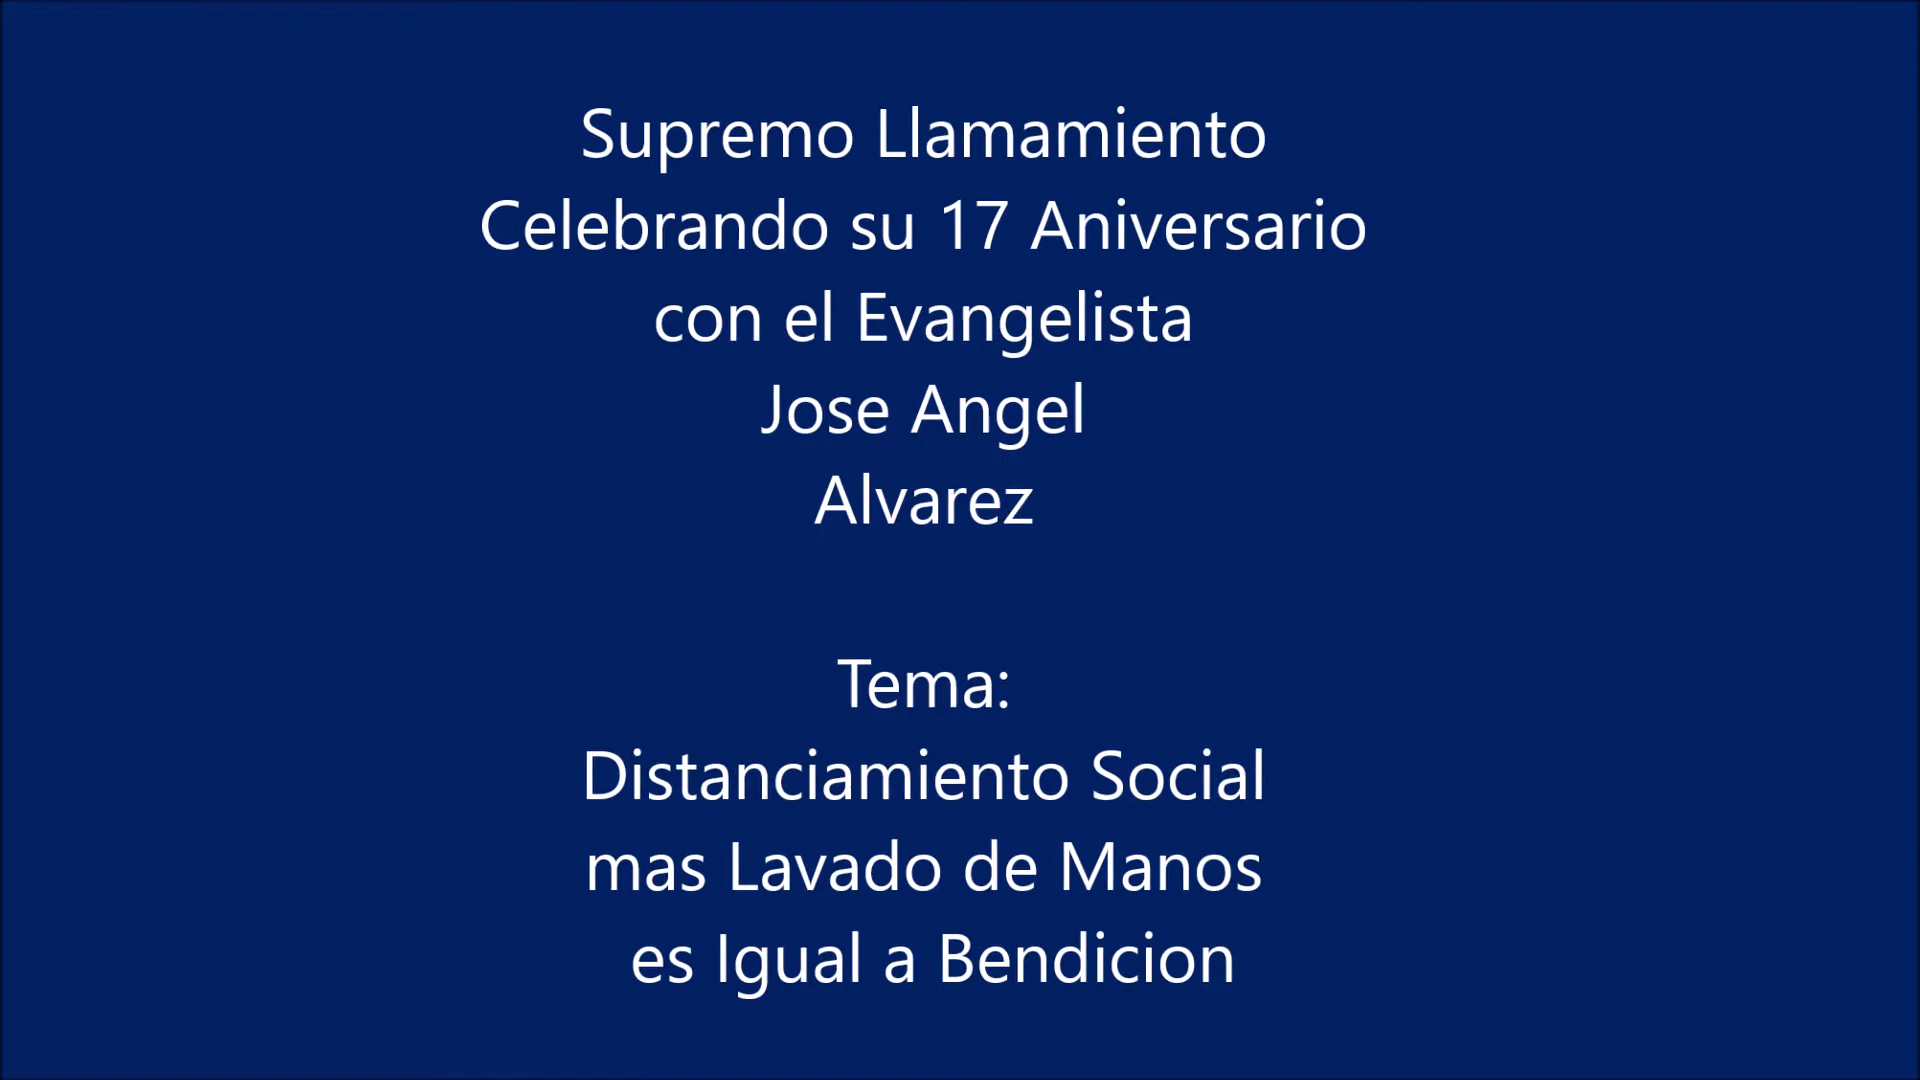 Supremo Llamamiento
Celebrando su 17 Aniversario
con el Evangelista
Jose Angel
Alvarez
Tema:
Distanciamiento Social
mas Lavado de Manos
es Igual a Bendicion